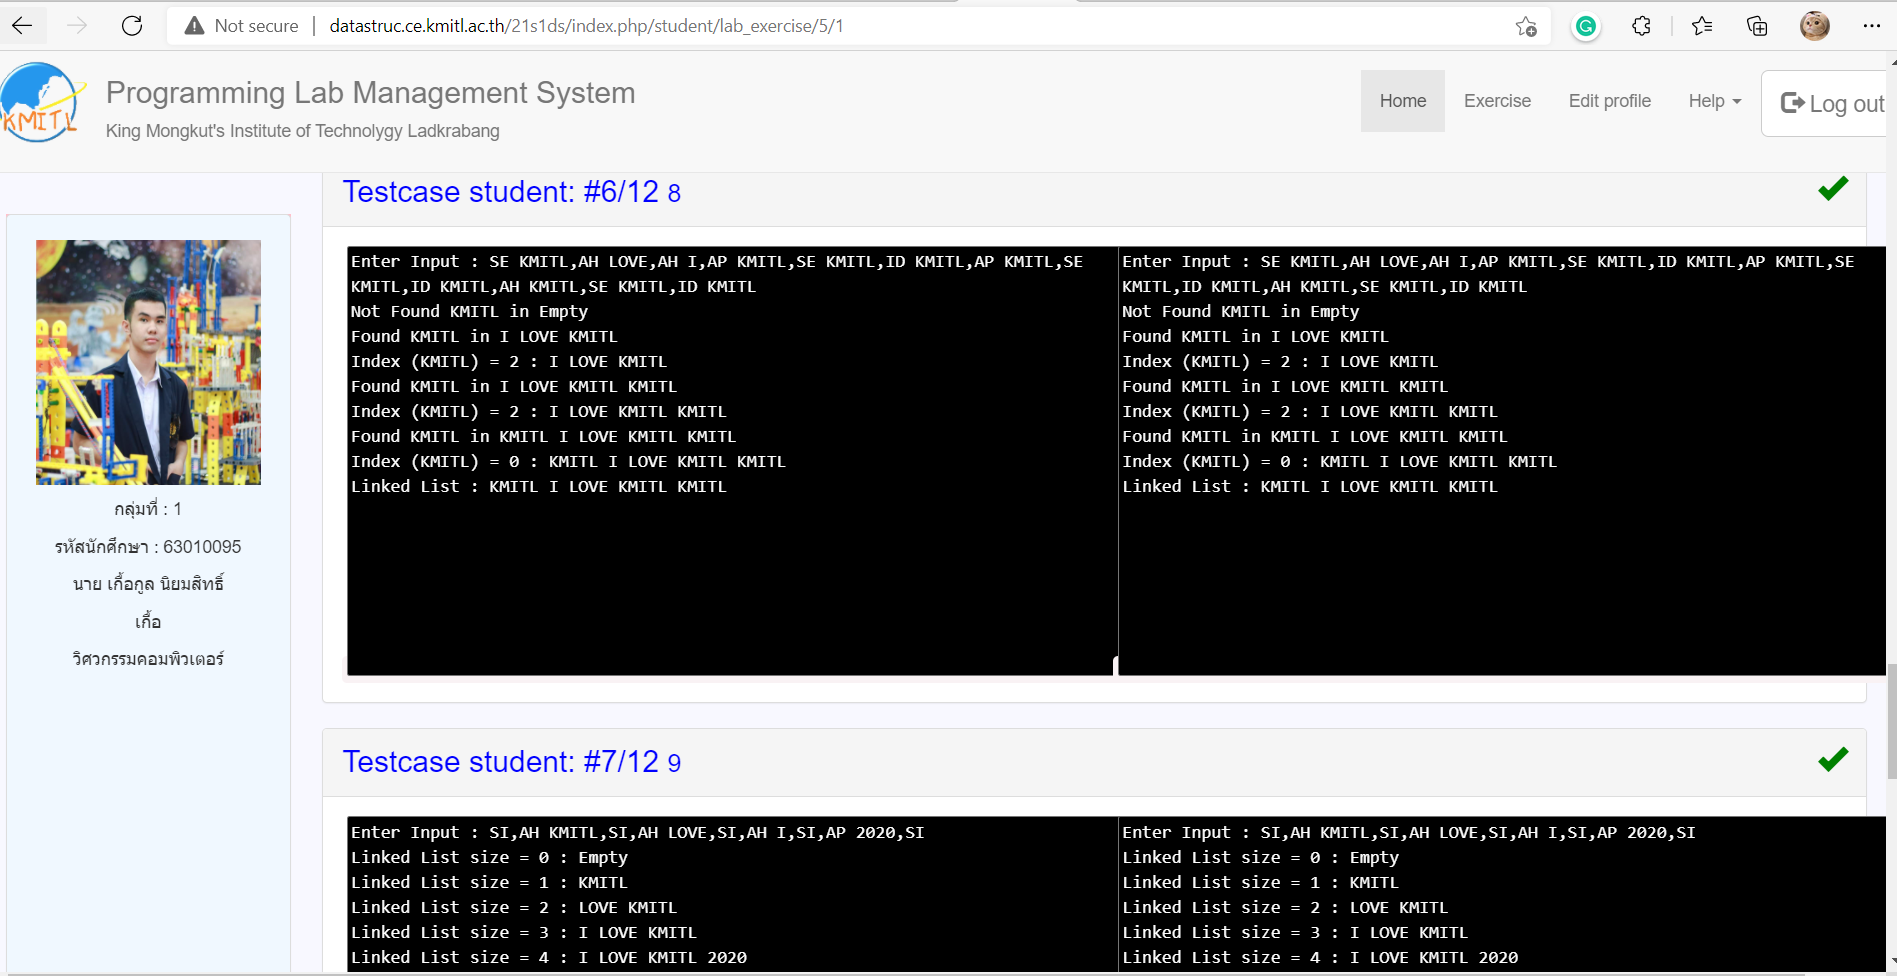 Not secure | datastruc.ce.kmitl.ac.th/21s1ds/index.php/student/lab_exercise/5/1
KMITL
Programming Lab Management System
King Mongkut's Institute of Technolygy Ladkrabang
Home Exercise Edit profile Help Log out
กลุ่มที่ : 1
รหัสนักศึกษา : 63010095
นาย เกื้อกูล นิยมสิทธิ์
เกื้อ
วิศวกรรมคอมพิวเตอร์
Testcase student: #6/12 8
Enter Input : SE KMITL,AH LOVE,AH I,AP KMITL,SE KMITL,ID KMITL,AP KMITL,SE
KMITL,ID KMITL,AH KMITL,SE KMITL,ID KMITL
Not Found KMITL in Empty
Found KMITL in I LOVE KMITL
Index (KMITL) = 2 : I LOVE KMITL
Found KMITL in I LOVE KMITL KMITL
Index (KMITL) = 2 : I LOVE KMITL KMITL
Found KMITL in KMITL I LOVE KMITL KMITL
Index (KMITL) = 0 : KMITL I LOVE KMITL KMITL
Linked List : KMITL I LOVE KMITL KMITL
Enter Input : SE KMITL,AH LOVE,AH I,AP KMITL,SE KMITL,ID KMITL,AP KMITL,SE
KMITL,ID KMITL,AH KMITL,SE KMITL,ID KMITL
Not Found KMITL in Empty
Found KMITL in I LOVE KMITL
Index (KMITL) = 2 : I LOVE KMITL
Found KMITL in I LOVE KMITL KMITL
Index (KMITL) = 2 : I LOVE KMITL KMITL
Found KMITL in KMITL I LOVE KMITL KMITL
Index (KMITL) = 0 : KMITL I LOVE KMITL KMITL
Linked List : KMITL I LOVE KMITL KMITL
Testcase student: #7/12 9
Enter Input : SI,AH KMITL,SI,AH LOVE,SI,AH I,SI,AP 2020,SI
Linked List size = 0 : Empty
Linked List size = 1 : KMITL
Linked List size = 2 : LOVE KMITL
Linked List size = 3 : I LOVE KMITL
Linked List size = 4 : I LOVE KMITL 2020
Enter Input : SI,AH KMITL,SI,AH LOVE,SI,AH I,SI,AP 2020,SI
Linked List size = 0 : Empty
Linked List size = 1 : KMITL
Linked List size = 2 : LOVE KMITL
Linked List size = 3 : I LOVE KMITL
Linked List size = 4 : I LOVE KMITL 2020